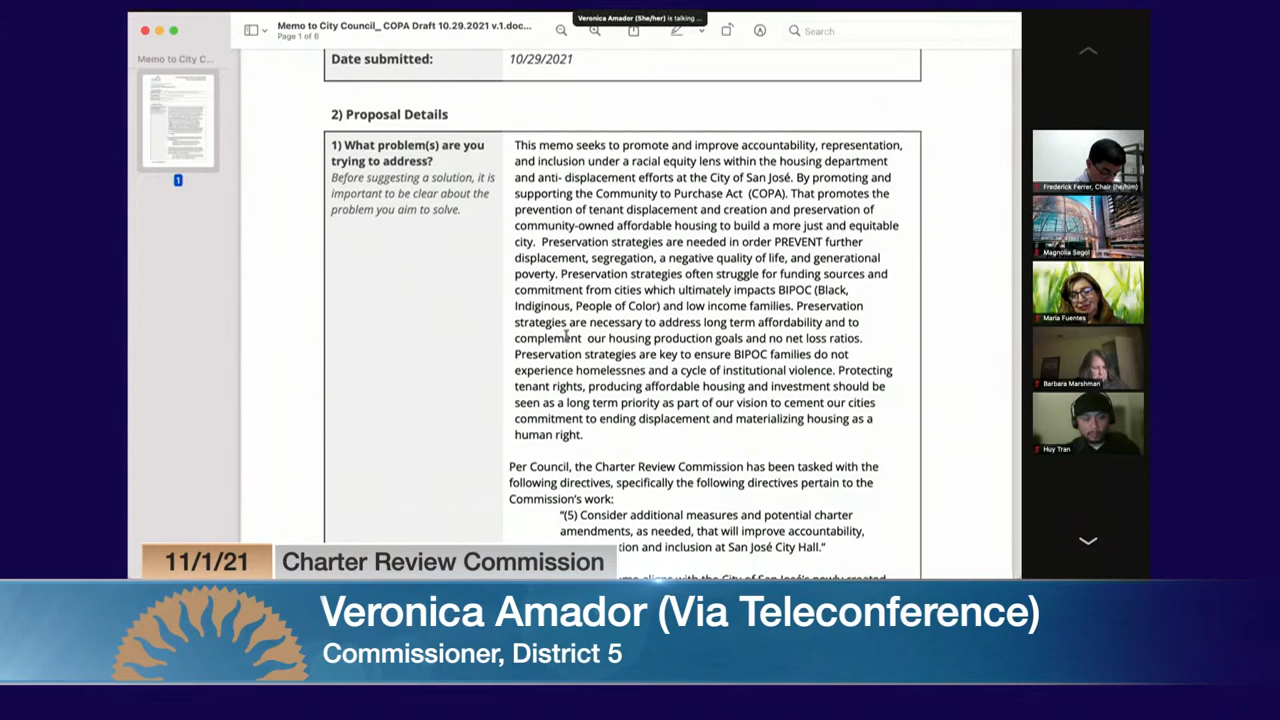 Veronica Amador (She/her) is talking ...
Memo to City Council_ COPA Draft 10.29.2021 v.1.doc...
Page 1 of 6
Search
Memo to City C...
1
Date submitted:
10/29/2021
2) Proposal Details
1) What problem(s) are you
trying to address?
Before suggesting a solution, it is
important to be clear about the
problem you aim to solve.
This memo seeks to promote and improve accountability, representation,
and inclusion under a racial equity lens within the housing department
and anti- displacement efforts at the City of San José. By promoting and
supporting the Community to Purchase Act (COPA). That promotes the
prevention of tenant displacement and creation and preservation of
community-owned affordable housing to build a more just and equitable
city. Preservation strategies are needed in order PREVENT further
displacement, segregation, a negative quality of life, and generational
poverty. Preservation strategies often struggle for funding sources and
commitment from cities which ultimately impacts BIPOC (Black,
Indiginous, People of Color) and low income families. Preservation
strategies are necessary to address long term affordability and to
complement our housing production goals and no net loss ratios.
Preservation strategies are key to ensure BIPOC families do not
experience homelessnes and a cycle of institutional violence. Protecting
tenant rights, producing affordable housing and investment should be
seen as a long term priority as part of our vision to cement our cities
commitment to ending displacement and materializing housing as a
human right.
Per Council, the Charter Review Commission has been tasked with the
following directives, specifically the following directives pertain to the
Commission's work:
"(5) Consider additional measures and potential charter
amendments, as needed, that will improve accountability,
tion and inclusion at San José City Hall."
aligns with the City of San José's newly created
Frederick Ferrer, Chair (he/him)
Magnolia Segol
Maria Fuentes
Barbara Marshman
Huy Tran
11/1/21
Charter Review Commission
Veronica Amador (Via Teleconference)
Commissioner, District 5